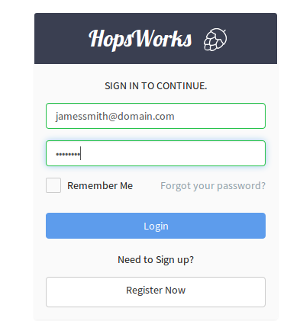 HopsWorks
SIGN IN TO CONTINUE.
jamessmith@domain.com
••••••••
Remember Me
Forgot your password?
Login
Need to Sign up?
Register Now